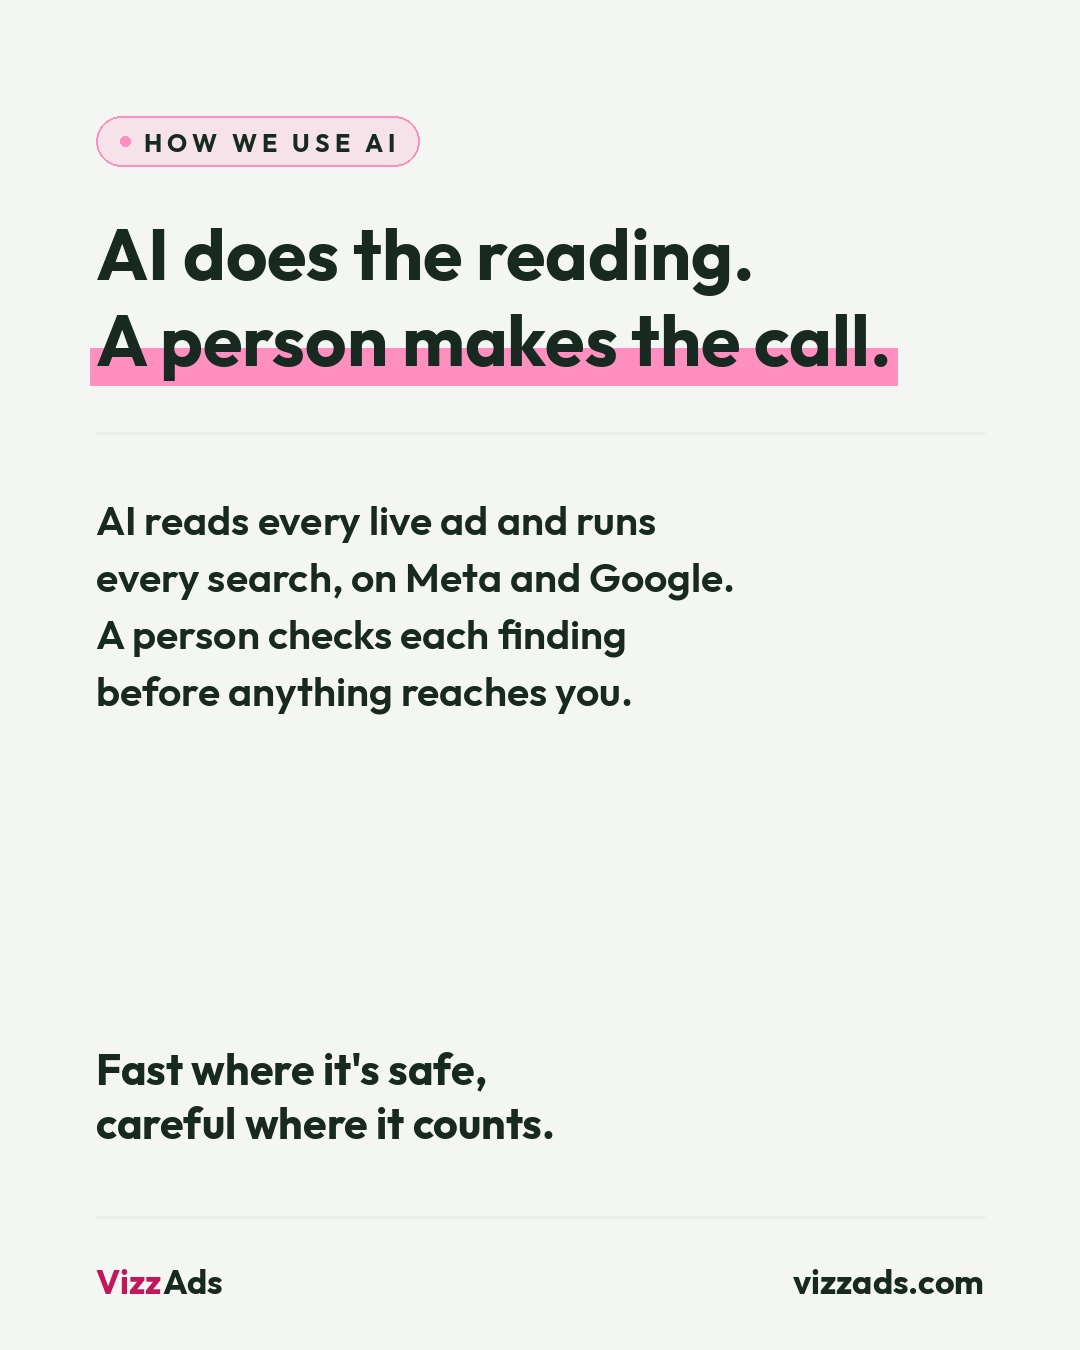 HOW WE USE AI
AI does the reading.
A person makes the call.
AI reads every live ad and runs
every search, on Meta and Google.
A person checks each finding
before anything reaches you.
Fast where it's safe,
careful where it counts.
VizzAds
vizzads.com